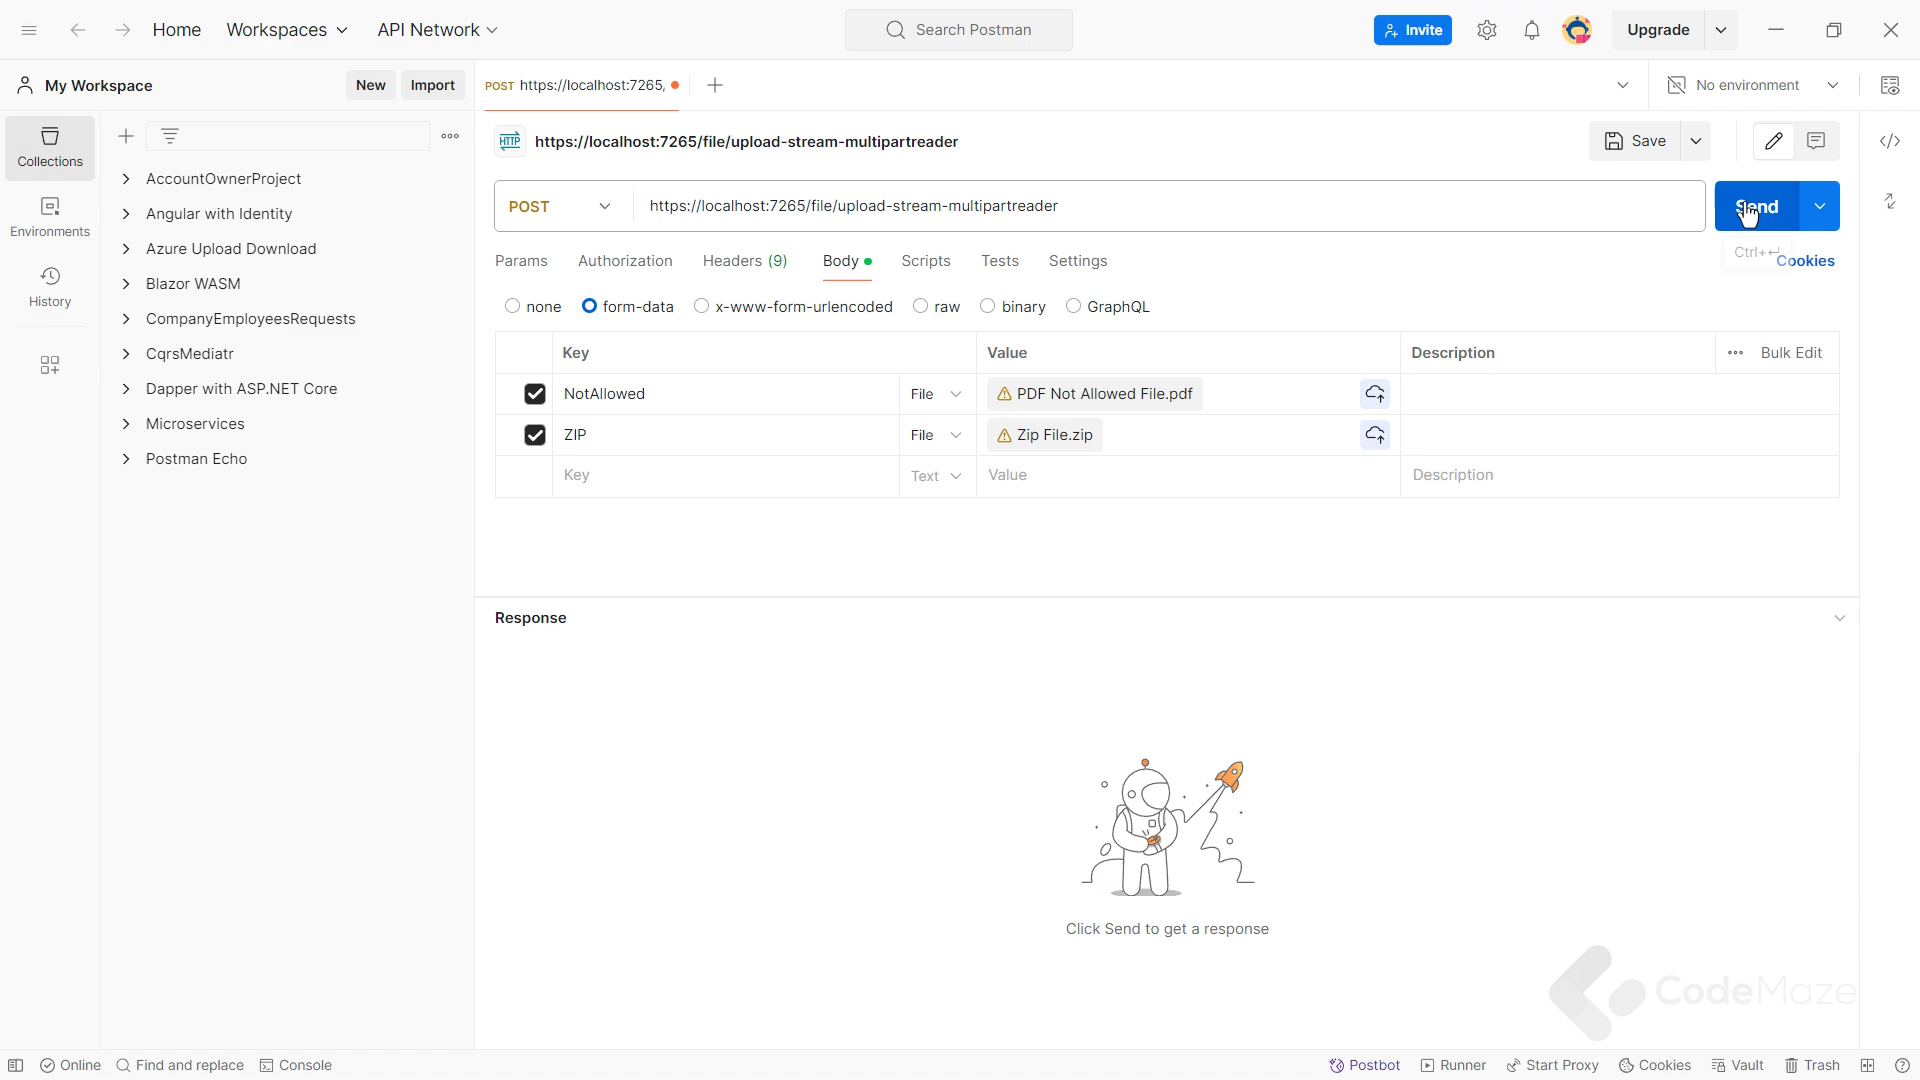 Home Workspaces API Network Search Postman Invite Upgrade
My Workspace New Import POST https://localhost:7265, No environment
Collections
Environments
History
AccountOwnerProject
Angular with Identity
Azure Upload Download
Blazor WASM
CompanyEmployeesRequests
CqrsMediatr
Dapper with ASP.NET Core
Microservices
Postman Echo
HTTP https://localhost:7265/file/upload-stream-multipartreader Save
POST https://localhost:7265/file/upload-stream-multipartreader Send
Ctrl+↵
Params Authorization Headers (9) Body Scripts Tests Settings Cookies
none form-data x-www-form-urlencoded raw binary GraphQL
Key Value Description Bulk Edit
NotAllowed File PDF Not Allowed File.pdf
ZIP File Zip File.zip
Key Text Value Description
Response
Click Send to get a response
CodeMaze
Online Find and replace Console Postbot Runner Start Proxy Cookies Vault Trash